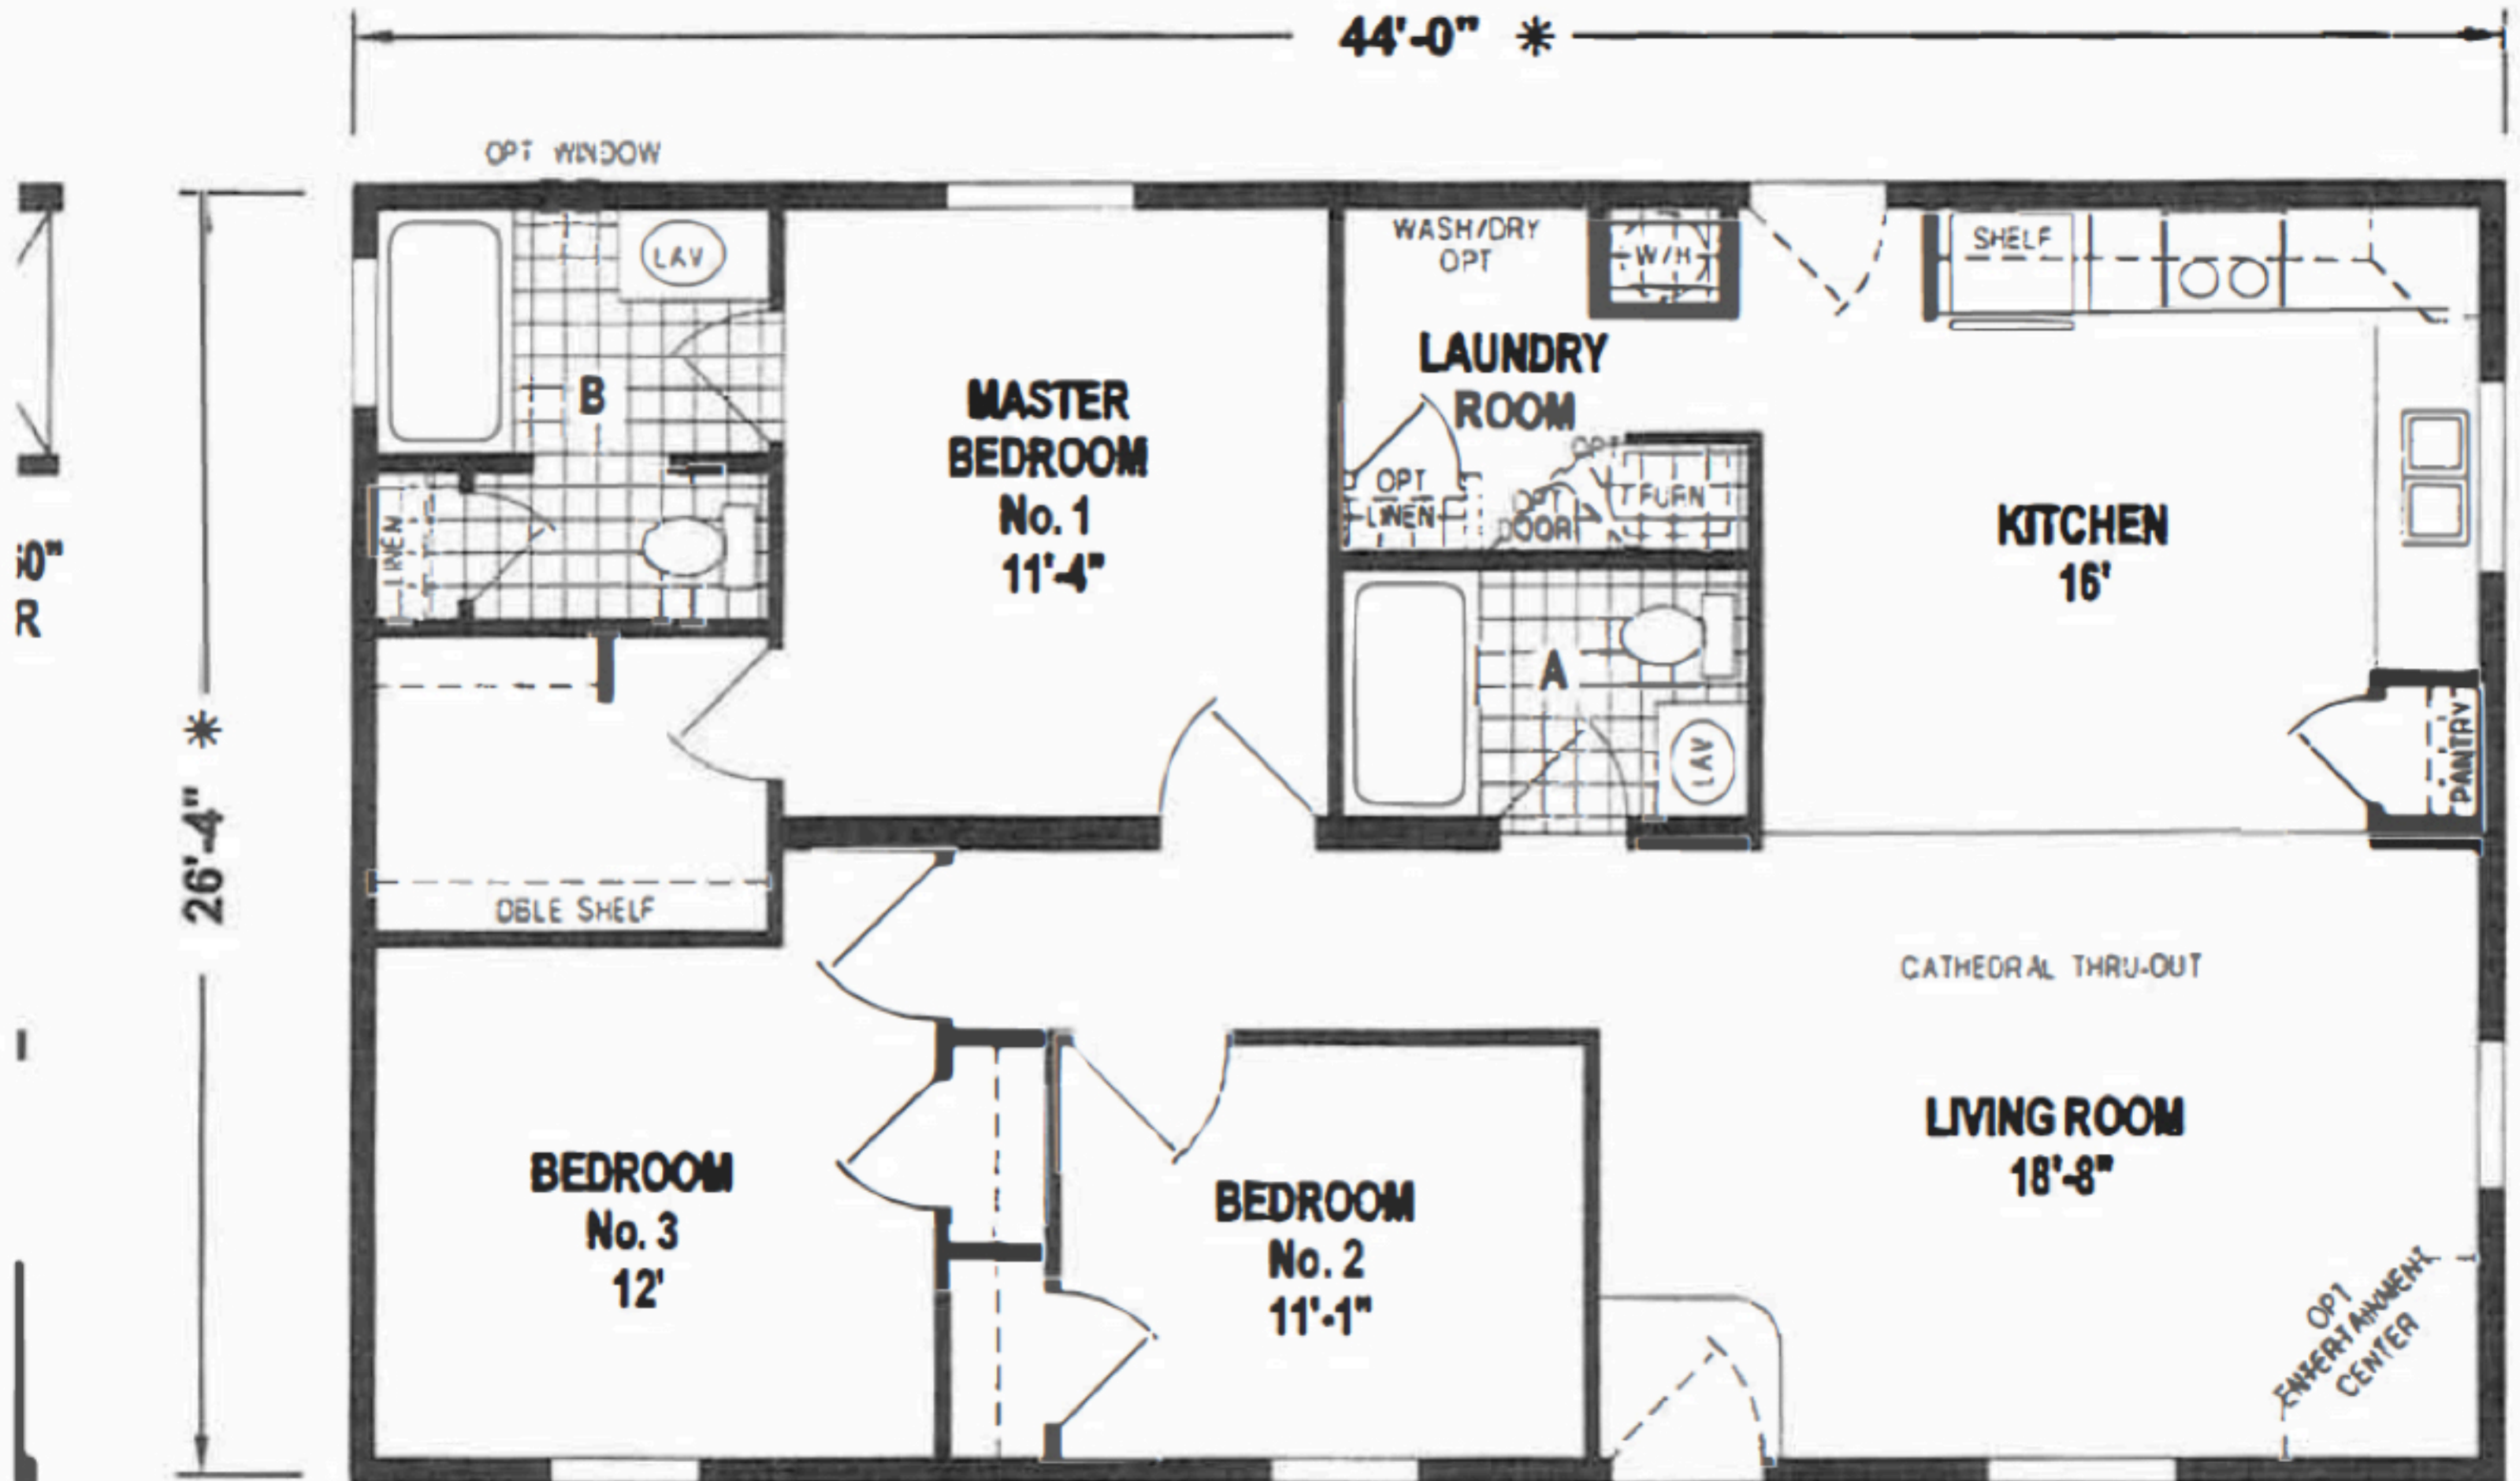 44'-0" *
OPT WINDOW
LAV
B
LINEN
26'-4" *
DBLE SHELF
MASTER
BEDROOM
No. 1
11'-4"
WASH/DRY
OPT
W/H
LAUNDRY
ROOM
OPT
LINEN
OPT
DOOR
OPT
FURN
A
LAV
SHELF
KITCHEN
16'
PANTRY
CATHEDRAL THRU-OUT
LIVING ROOM
18'-8"
OPT
ENTERTAINMENT
CENTER
BEDROOM
No. 3
12'
BEDROOM
No. 2
11'-1"
0"
R